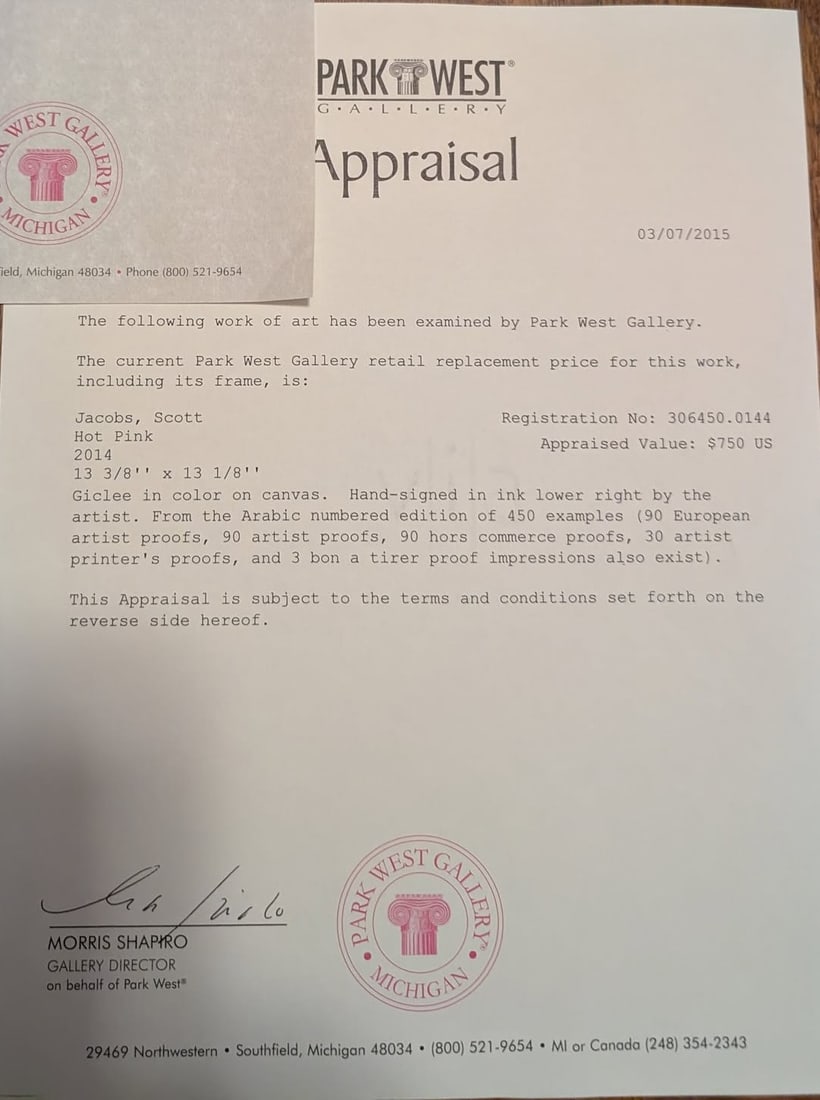 PARK WEST®
G•A•L•L•E•R•Y
Appraisal
WEST GALLERY®
• MICHIGAN •
field, Michigan 48034 • Phone (800) 521-9654
03/07/2015
The following work of art has been examined by Park West Gallery.
The current Park West Gallery retail replacement price for this work,
including its frame, is:
Jacobs, Scott
Registration No: 306450.0144
Hot Pink
Appraised Value: $750 US
2014
13 3/8'' x 13 1/8''
Giclee in color on canvas.  Hand-signed in ink lower right by the
artist. From the Arabic numbered edition of 450 examples (90 European
artist proofs, 90 artist proofs, 90 hors commerce proofs, 30 artist
printer's proofs, and 3 bon a tirer proof impressions also exist).
This Appraisal is subject to the terms and conditions set forth on the
reverse side hereof.
MORRIS SHAPIRO
GALLERY DIRECTOR
on behalf of Park West®
PARK WEST GALLERY®
• MICHIGAN •
29469 Northwestern • Southfield, Michigan 48034 • (800) 521-9654 • MI or Canada (248) 354-2343